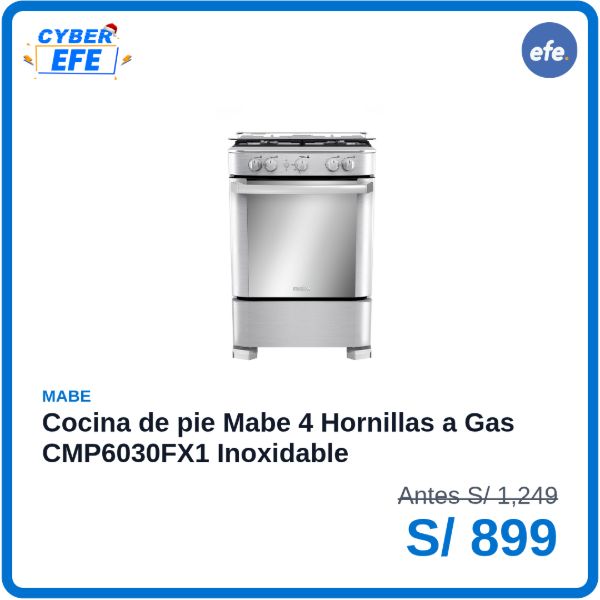 CYBER
EFE
efe.
MABE
Cocina de pie Mabe 4 Hornillas a Gas
CMP6030FX1 Inoxidable
Antes S/ 1,249
S/ 899